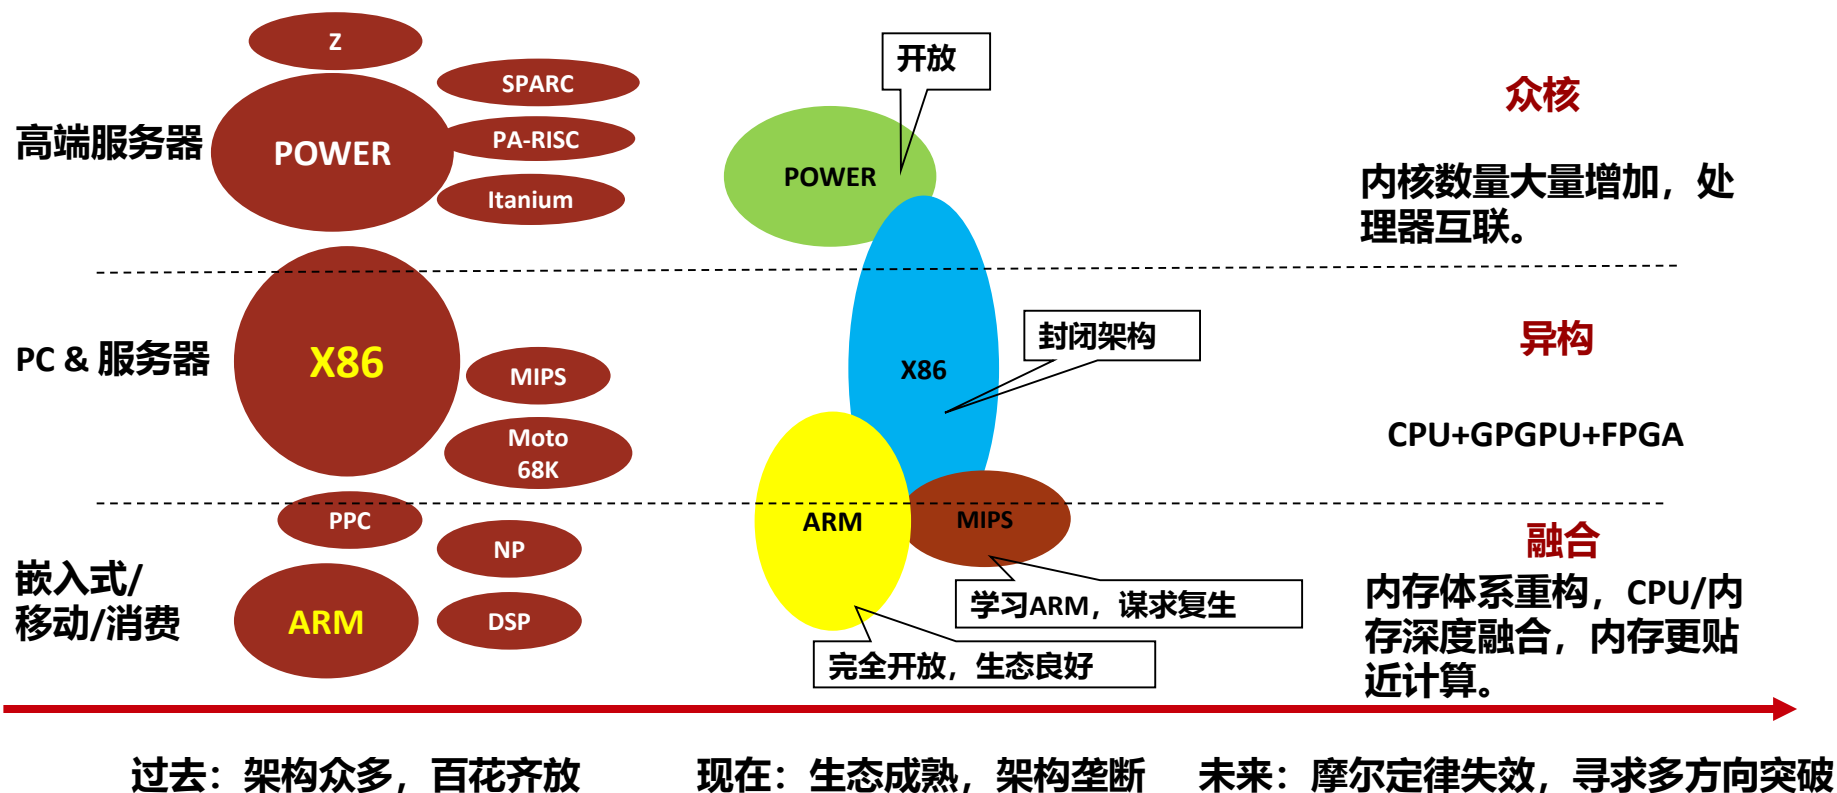 Z
SPARC
高端服务器
POWER
PA-RISC
Itanium
开放
POWER
众核
内核数量大量增加，处
理器互联。
PC & 服务器
X86
MIPS
Moto
68K
封闭架构
X86
异构
CPU+GPGPU+FPGA
嵌入式/
移动/消费
PPC
NP
ARM
DSP
ARM
MIPS
学习ARM，谋求复生
完全开放，生态良好
融合
内存体系重构，CPU/内
存深度融合，内存更贴
近计算。
过去：架构众多，百花齐放
现在：生态成熟，架构垄断
未来：摩尔定律失效，寻求多方向突破